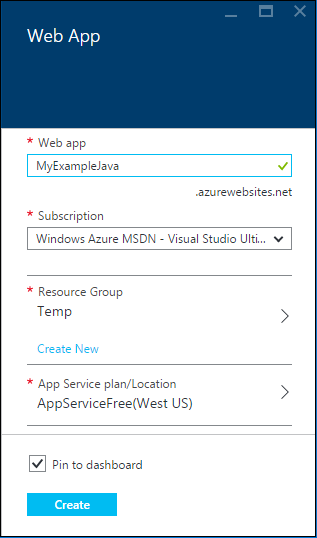 Web App
* Web app
MyExampleJava
.azurewebsites.net
* Subscription
Windows Azure MSDN - Visual Studio Ulti...
* Resource Group
Temp
Create New
* App Service plan/Location
AppServiceFree(West US)
Pin to dashboard
Create